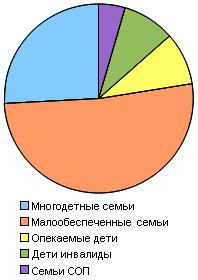 Многодетные семьи
Малообеспеченные семьи
Опекаемые дети
Дети инвалиды
Семьи СОП